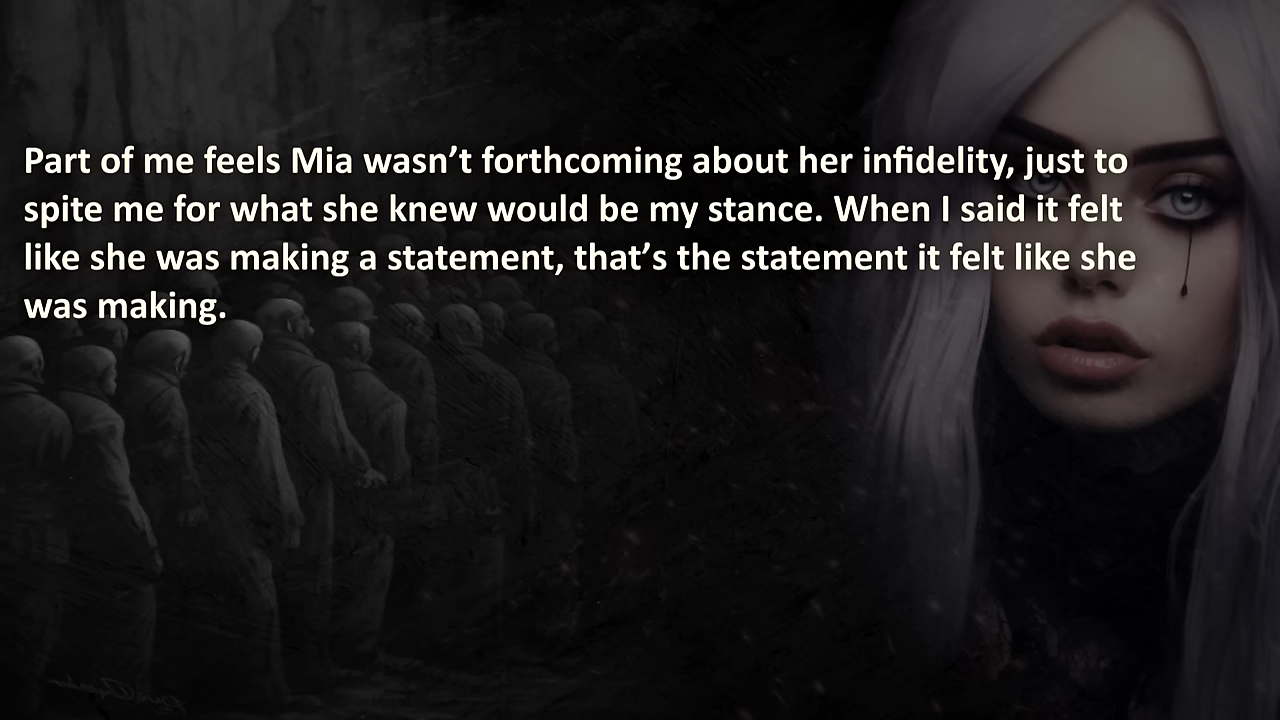 Part of me feels Mia wasn’t forthcoming about her infidelity, just to
spite me for what she knew would be my stance. When I said it felt
like she was making a statement, that’s the statement it felt like she
was making.